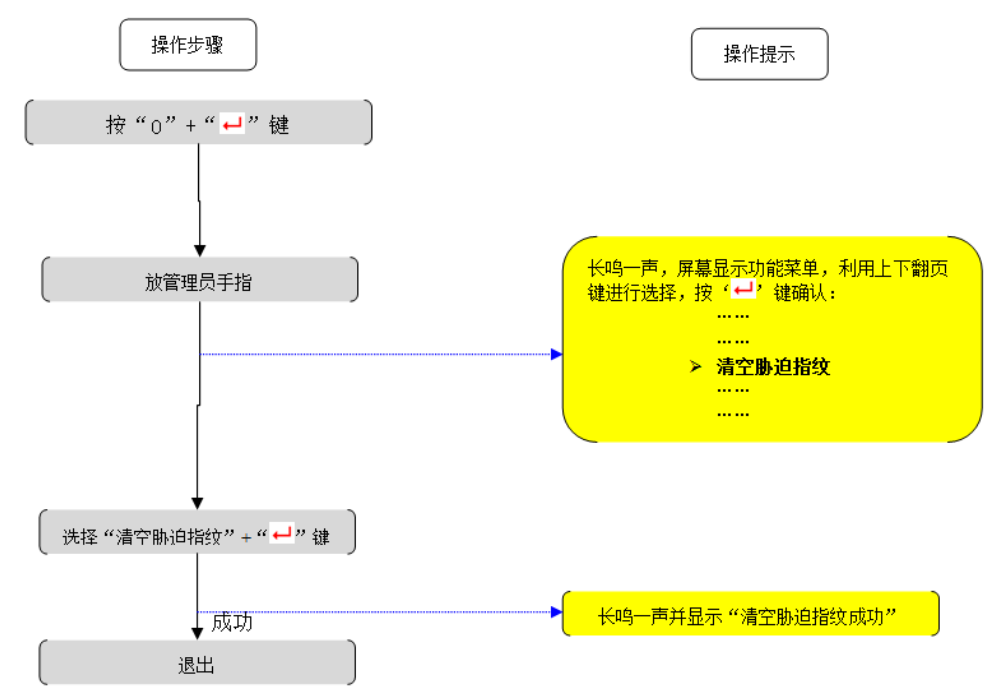 操作步骤
操作提示
按“0”+“↵”键
放管理员手指
长鸣一声，屏幕显示功能菜单，利用上下翻页
键进行选择，按‘↵’键确认：
……
……
➢ 清空胁迫指纹
……
……
选择“清空胁迫指纹”+“↵”键
成功
长鸣一声并显示“清空胁迫指纹成功”
退出